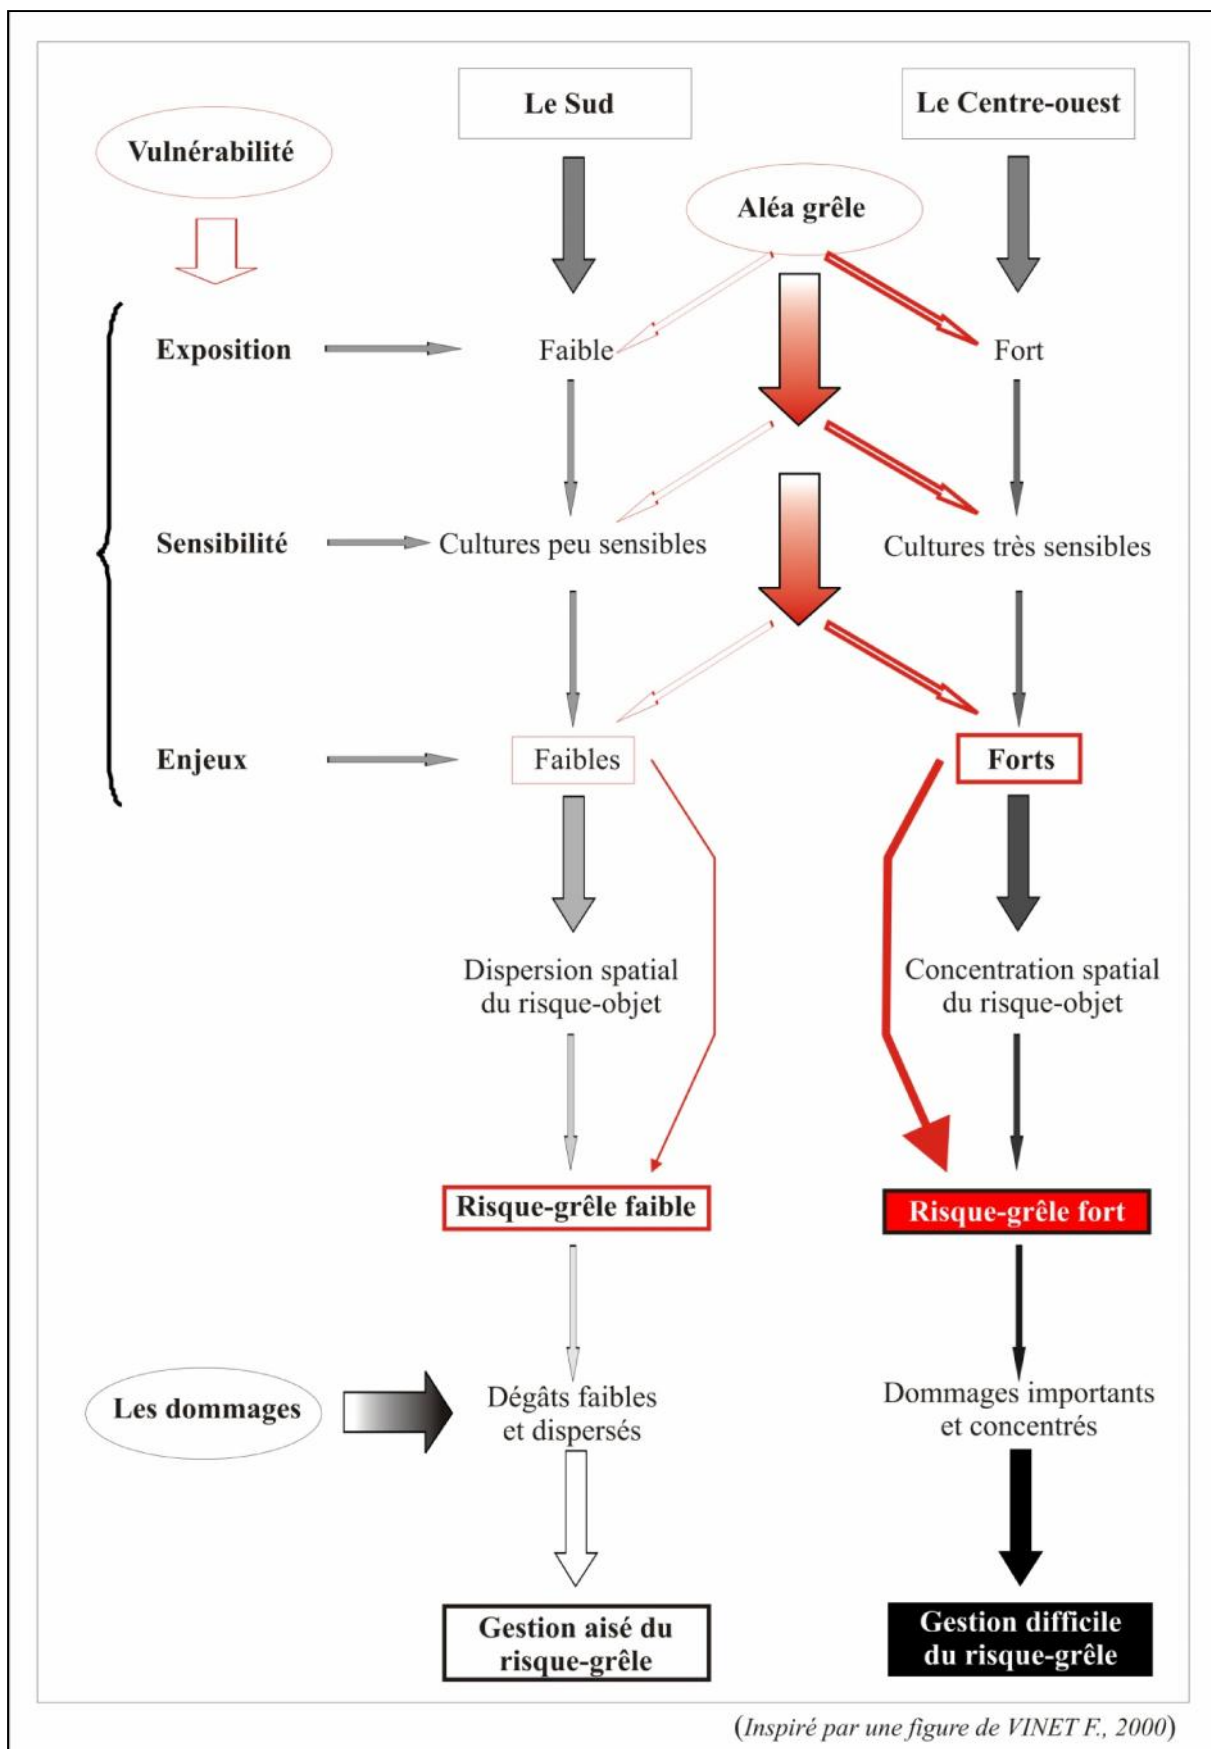 Le Sud
Le Centre-ouest
Vulnérabilité
Aléa grêle
Exposition
Faible
Fort
Sensibilité
Cultures peu sensibles
Cultures très sensibles
Enjeux
Faibles
Forts
Dispersion spatial
du risque-objet
Concentration spatial
du risque-objet
Risque-grêle faible
Risque-grêle fort
Les dommages
Dégâts faibles
et dispersés
Dommages importants
et concentrés
Gestion aisé du
risque-grêle
Gestion difficile
du risque-grêle
(Inspiré par une figure de VINET F., 2000)